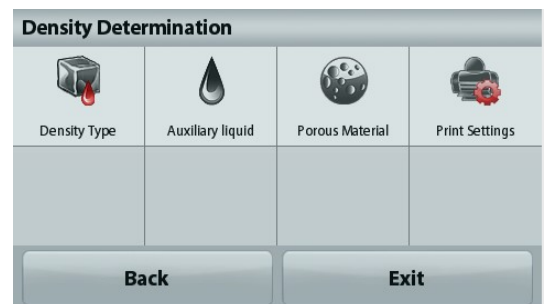 Density Determination
Density Type
Auxiliary liquid
Porous Material
Print Settings
Back
Exit